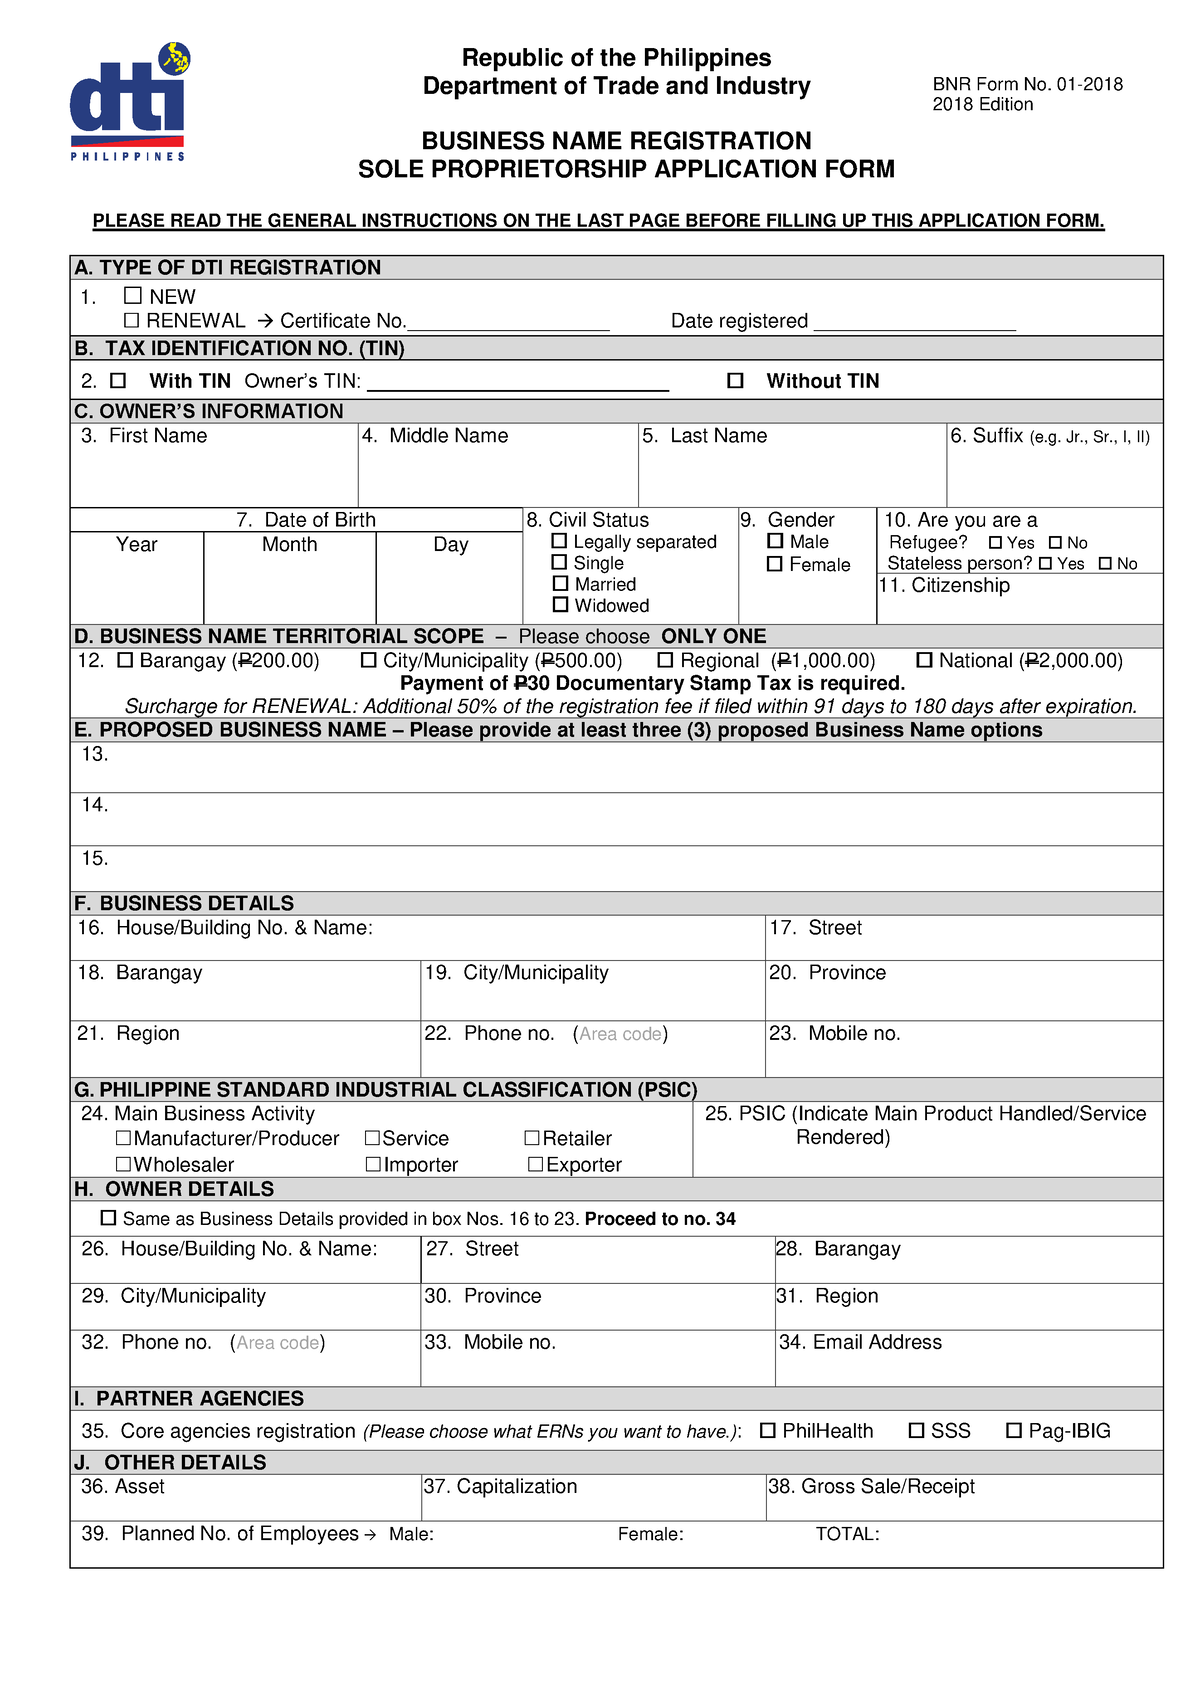 dti
PHILIPPINES
Republic of the Philippines
Department of Trade and Industry
BNR Form No. 01-2018
2018 Edition
BUSINESS NAME REGISTRATION
SOLE PROPRIETORSHIP APPLICATION FORM
PLEASE READ THE GENERAL INSTRUCTIONS ON THE LAST PAGE BEFORE FILLING UP THIS APPLICATION FORM.
A. TYPE OF DTI REGISTRATION
1. ☐ NEW
☐ RENEWAL → Certificate No.__________________ Date registered __________________
B. TAX IDENTIFICATION NO. (TIN)
2. ☐ With TIN Owner's TIN: ___________________________ ☐ Without TIN
C. OWNER'S INFORMATION
3. First Name 4. Middle Name 5. Last Name 6. Suffix (e.g. Jr., Sr., I, II)
7. Date of Birth
Year Month Day
8. Civil Status
☐ Legally separated
☐ Single
☐ Married
☐ Widowed
9. Gender
☐ Male
☐ Female
10. Are you are a
Refugee? ☐ Yes ☐ No
Stateless person? ☐ Yes ☐ No
11. Citizenship
D. BUSINESS NAME TERRITORIAL SCOPE – Please choose ONLY ONE
12. ☐ Barangay (₱200.00) ☐ City/Municipality (₱500.00) ☐ Regional (₱1,000.00) ☐ National (₱2,000.00)
Payment of ₱30 Documentary Stamp Tax is required.
Surcharge for RENEWAL: Additional 50% of the registration fee if filed within 91 days to 180 days after expiration.
E. PROPOSED BUSINESS NAME – Please provide at least three (3) proposed Business Name options
13.
14.
15.
F. BUSINESS DETAILS
16. House/Building No. & Name: 17. Street
18. Barangay 19. City/Municipality 20. Province
21. Region 22. Phone no. (Area code) 23. Mobile no.
G. PHILIPPINE STANDARD INDUSTRIAL CLASSIFICATION (PSIC)
24. Main Business Activity
☐Manufacturer/Producer ☐Service ☐Retailer
☐Wholesaler ☐Importer ☐Exporter
25. PSIC (Indicate Main Product Handled/Service
Rendered)
H. OWNER DETAILS
☐ Same as Business Details provided in box Nos. 16 to 23. Proceed to no. 34
26. House/Building No. & Name: 27. Street 28. Barangay
29. City/Municipality 30. Province 31. Region
32. Phone no. (Area code) 33. Mobile no. 34. Email Address
I. PARTNER AGENCIES
35. Core agencies registration (Please choose what ERNs you want to have.): ☐ PhilHealth ☐ SSS ☐ Pag-IBIG
J. OTHER DETAILS
36. Asset 37. Capitalization 38. Gross Sale/Receipt
39. Planned No. of Employees → Male: Female: TOTAL: